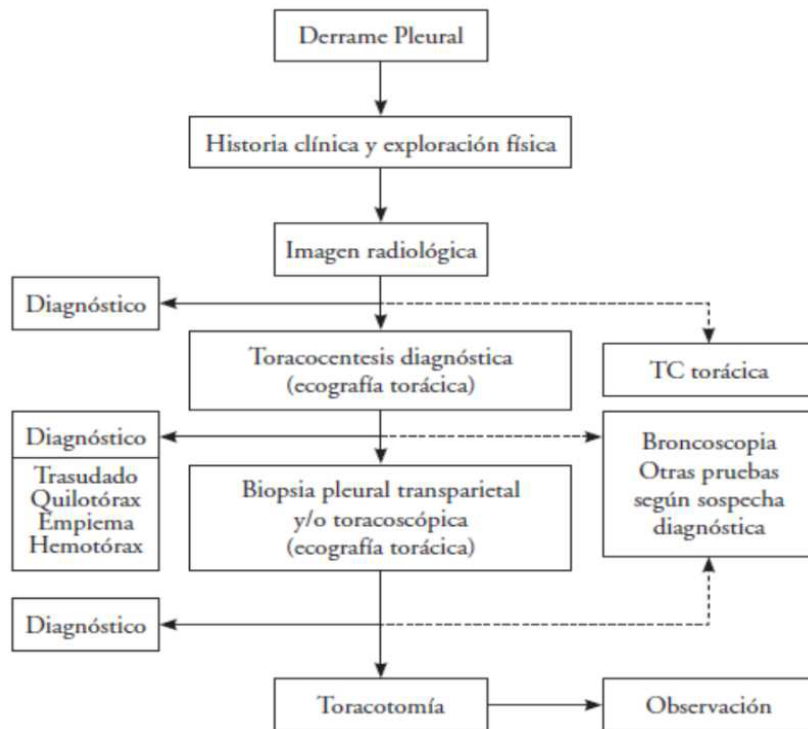 Derrame Pleural
Historia clínica y exploración física
Imagen radiológica
Diagnóstico
Toracocentesis diagnóstica
(ecografía torácica)
TC torácica
Diagnóstico
Trasudado
Quilotórax
Empiema
Hemotórax
Biopsia pleural transparietal
y/o toracoscópica
(ecografía torácica)
Broncoscopia
Otras pruebas
según sospecha
diagnóstica
Diagnóstico
Toracotomía
Observación